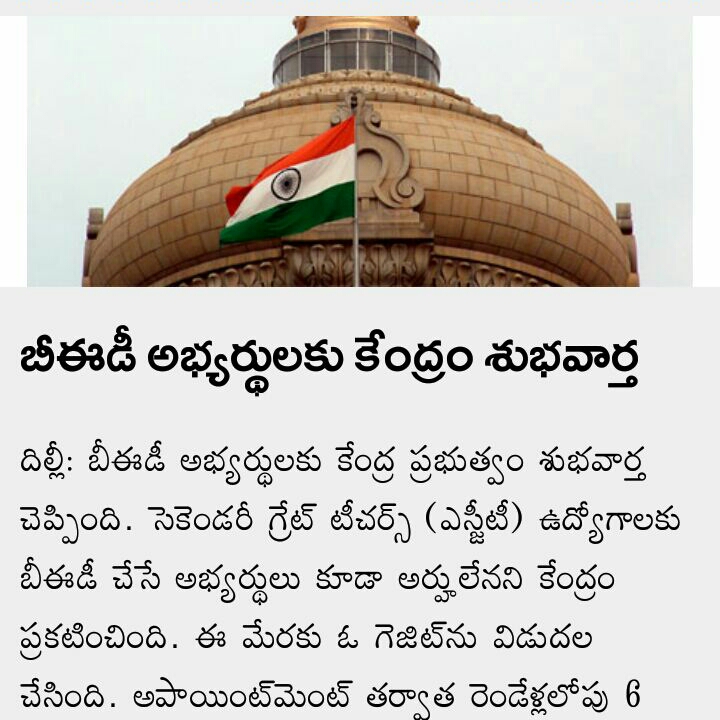 బీఈడీ అభ్యర్థులకు కేంద్రం శుభవార్త
దిల్లీ: బీఈడీ అభ్యర్థులకు కేంద్ర ప్రభుత్వం శుభవార్త
చెప్పింది. సెకెండరీ గ్రేట్ టీచర్స్ (ఎస్జీటీ) ఉద్యోగాలకు
బీఈడీ చేసే అభ్యర్థులు కూడా అర్హులేనని కేంద్రం
ప్రకటించింది. ఈ మేరకు ఓ గెజిట్‌ను విడుదల
చేసింది. అపాయింట్‌మెంట్ తర్వాత రెండేళ్లలోపు 6